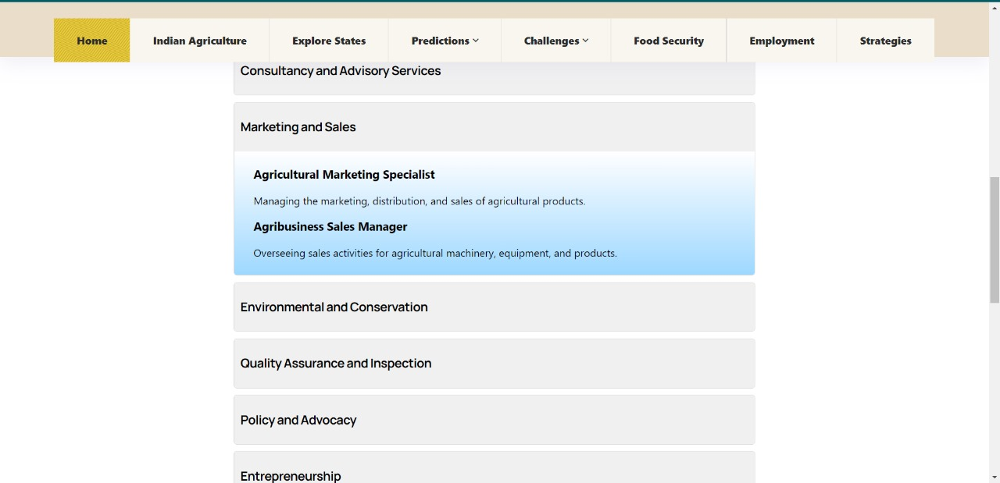 Home Indian Agriculture Explore States Predictions Challenges Food Security Employment Strategies
Consultancy and Advisory Services
Marketing and Sales
Agricultural Marketing Specialist
Managing the marketing, distribution, and sales of agricultural products.
Agribusiness Sales Manager
Overseeing sales activities for agricultural machinery, equipment, and products.
Environmental and Conservation
Quality Assurance and Inspection
Policy and Advocacy
Entrepreneurship